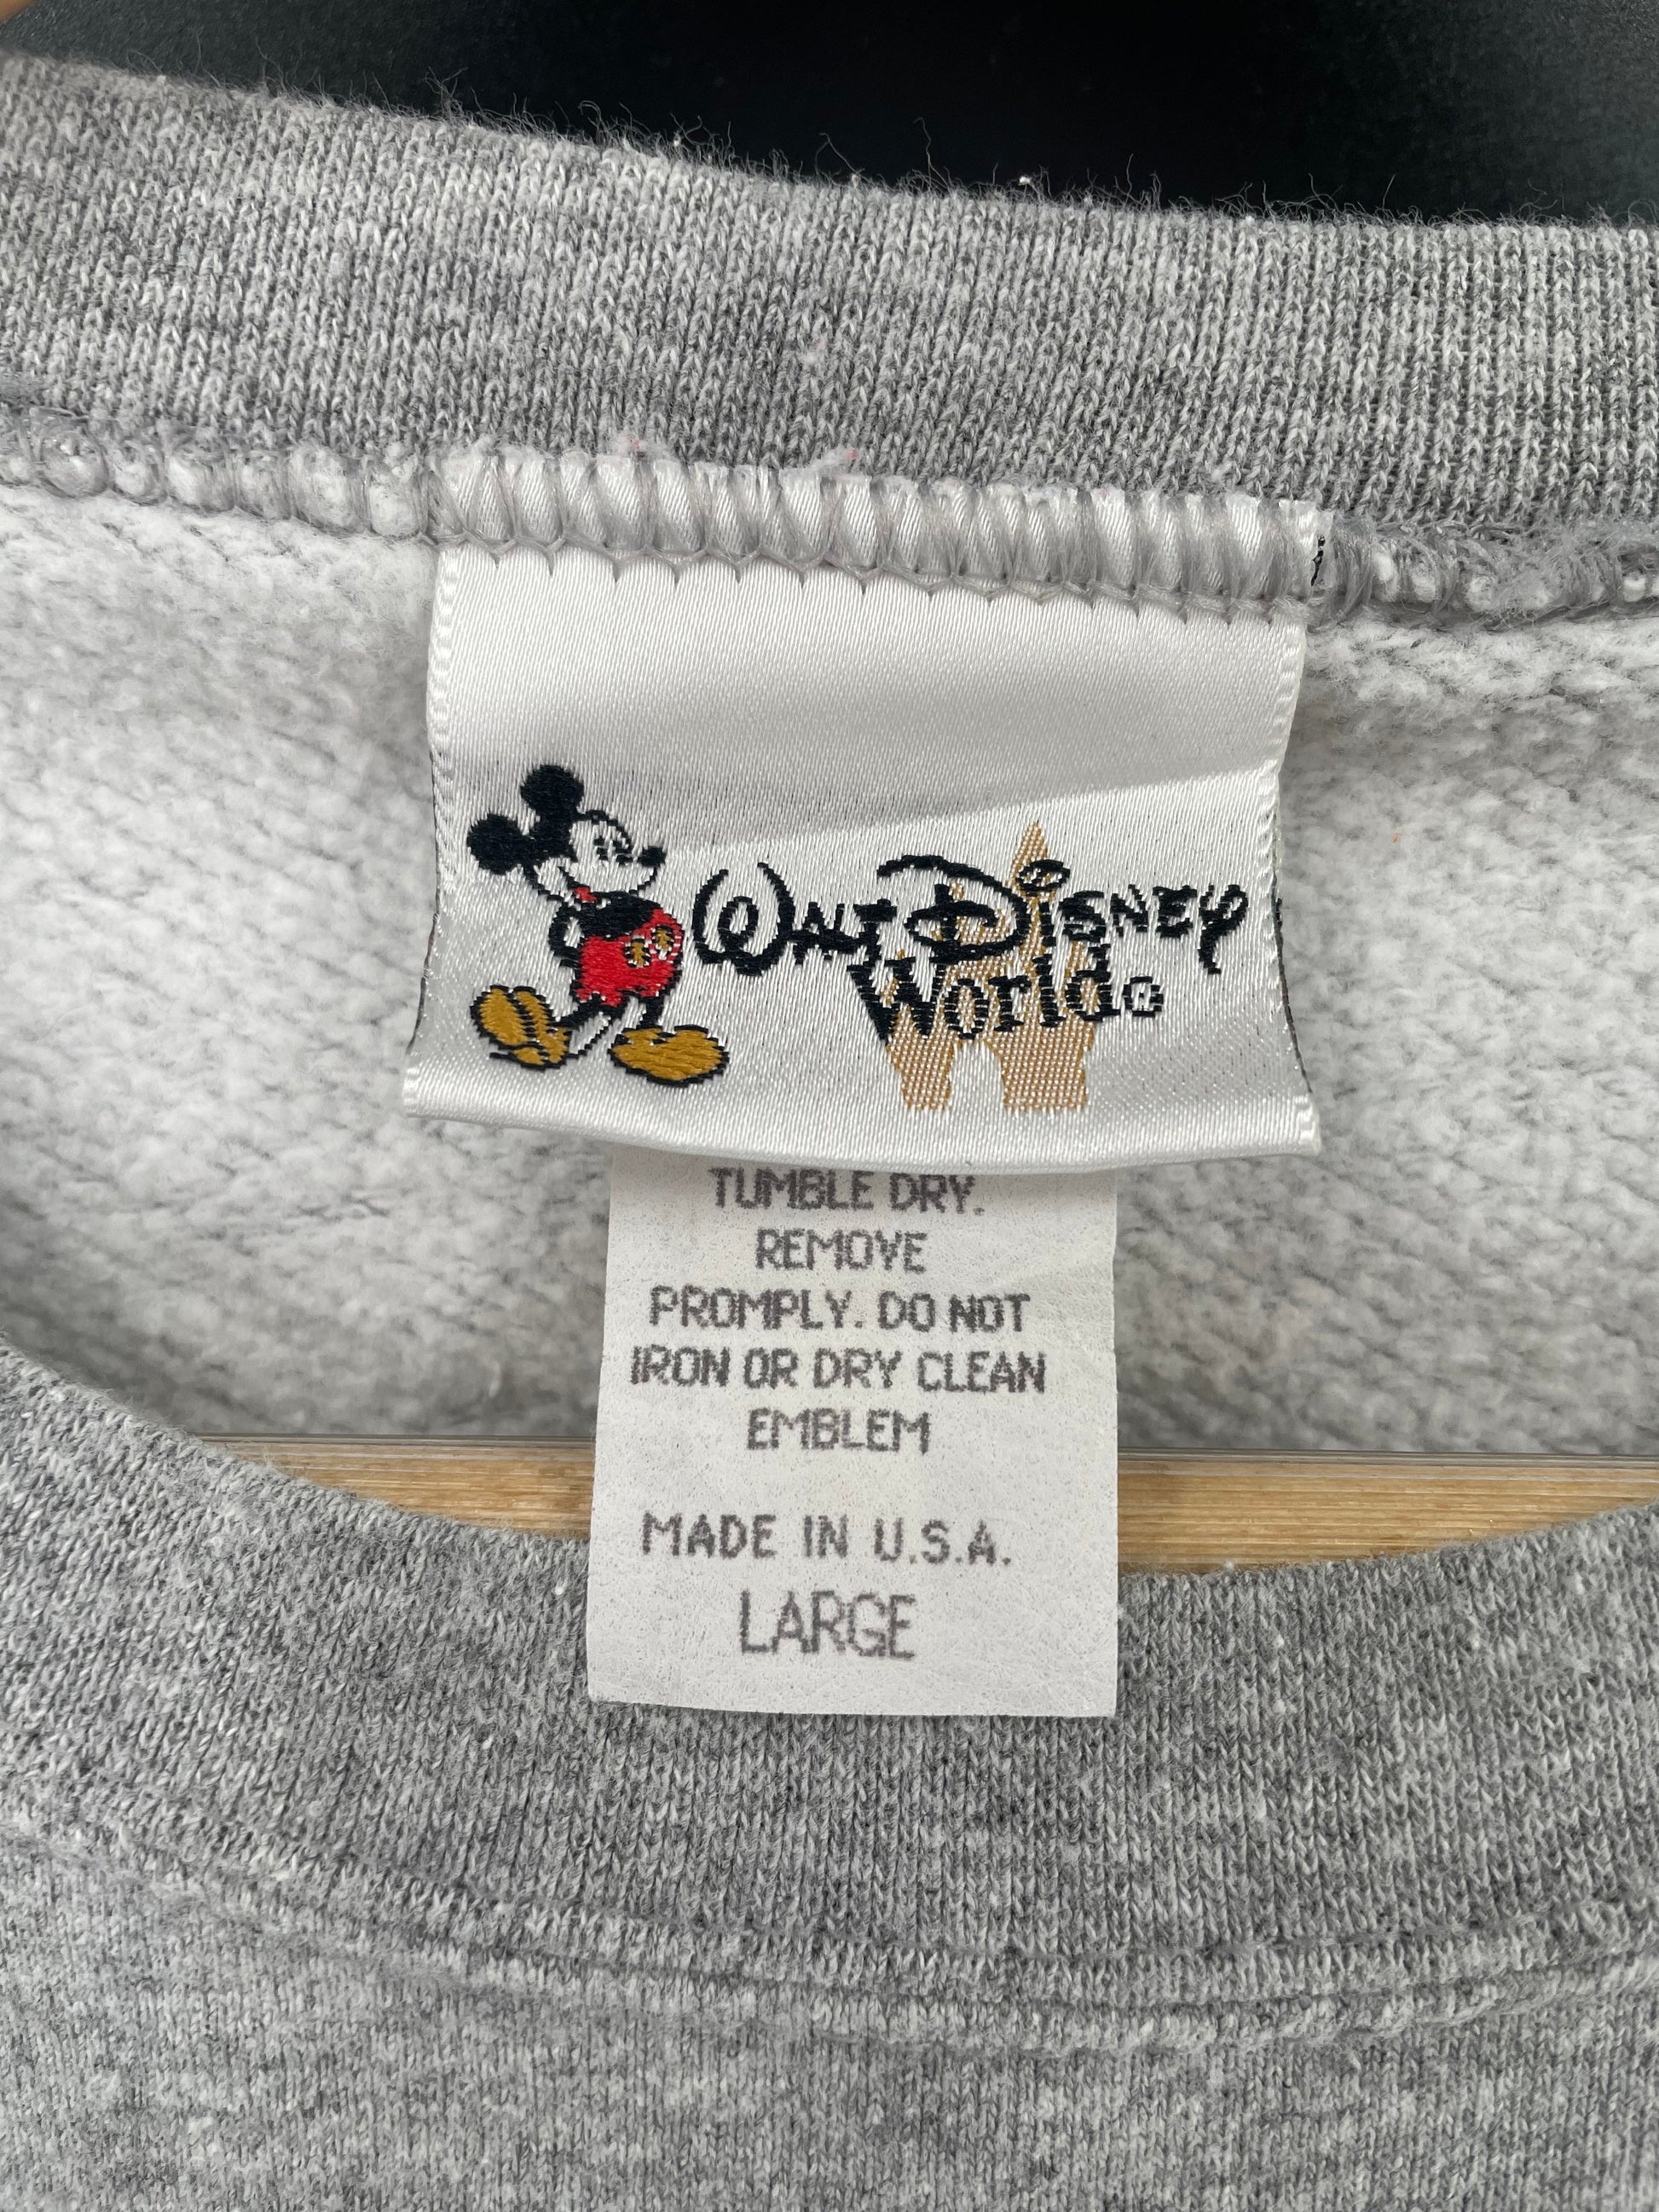 WALT DISNEY
World®
TUMBLE DRY.
REMOVE
PROMPLY. DO NOT
IRON OR DRY CLEAN
EMBLEM
MADE IN U.S.A.
LARGE